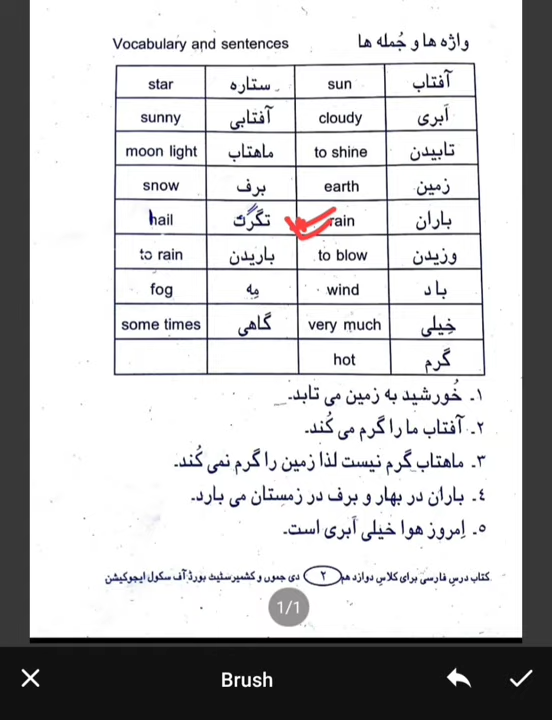 Vocabulary and sentences واژه ها و جُمله ها
star ستاره sun آفتاب
sunny آفتابی cloudy اَبری
moon light ماهتاب to shine تابیدن
snow برف earth زمین
hail تگرگ rain باران
to rain باریدن to blow وزیدن
fog مِه wind باد
some times گاهی very much خِیلی
hot گرم
۱۔ خُورشید به زمین می تابد۔
۲۔ آفتاب ما را گرم می کُند۔
۳۔ ماهتاب گرم نیست لذا زمین را گرم نمی کُند۔
٤۔ باران در بهار و برف در زمستان می بارد۔
۵۔ اِمروز هوا خیلی اَبری است۔
کتاب درسِ فارسی برای کلاس دوازدهم ۲ دی جموں و کشمیر سٹیٹ بورڈ آف سکول ایجوکیشن
1/1
Brush